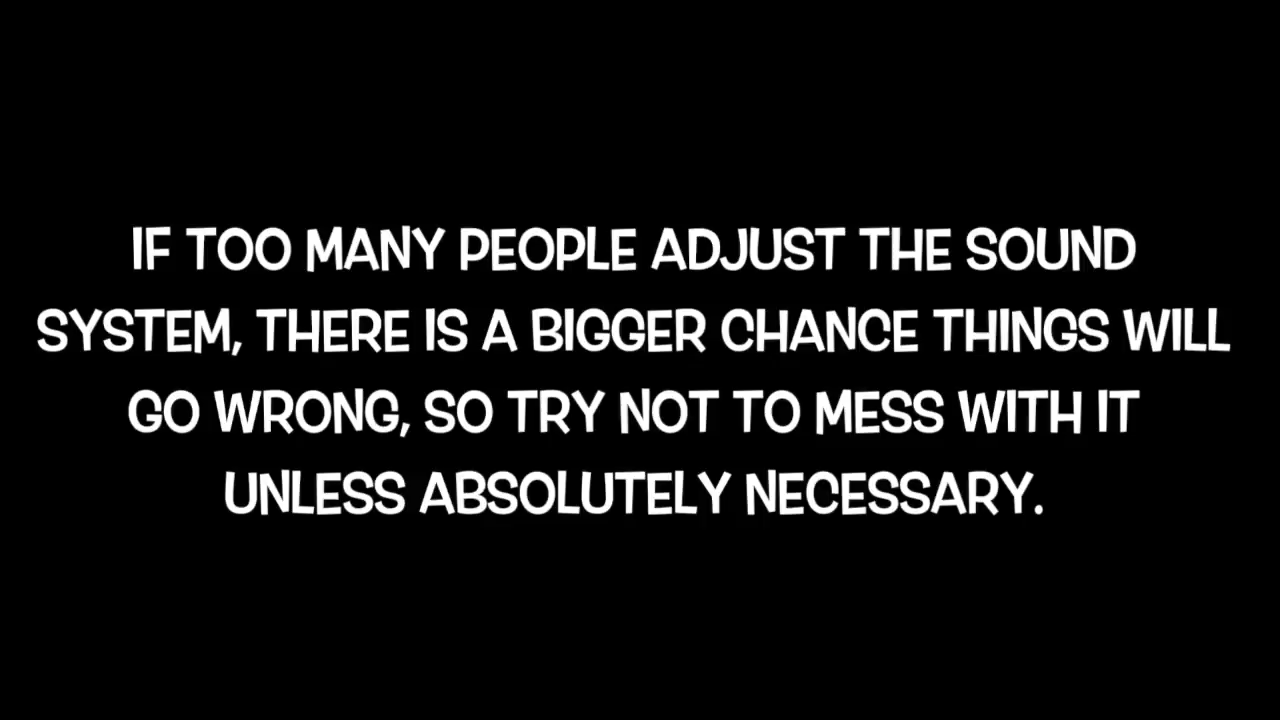 IF TOO MANY PEOPLE ADJUST THE SOUND
SYSTEM, THERE IS A BIGGER CHANCE THINGS WILL
GO WRONG, SO TRY NOT TO MESS WITH IT
UNLESS ABSOLUTELY NECESSARY.